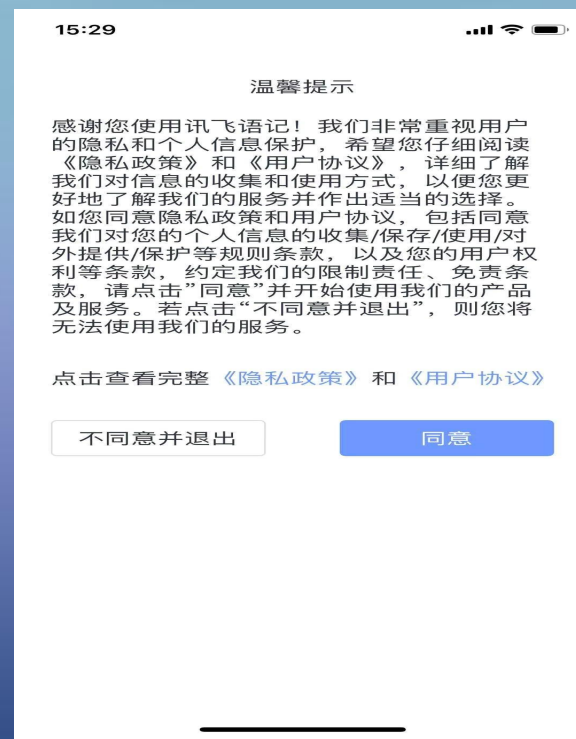 15:29
温馨提示
感谢您使用讯飞语记！我们非常重视用户
的隐私和个人信息保护，希望您仔细阅读
《隐私政策》和《用户协议》，详细了解
我们对信息的收集和使用方式，以便您更
好地了解我们的服务并作出适当的选择。
如您同意隐私政策和用户协议，包括同意
我们对您的个人信息的收集/保存/使用/对
外提供/保护等规则条款，以及您的用户权
利等条款，约定我们的限制责任、免责条
款，请点击”同意”并开始使用我们的产品
及服务。若点击“不同意并退出”，则您将
无法使用我们的服务。
点击查看完整《隐私政策》和《用户协议》
不同意并退出
同意